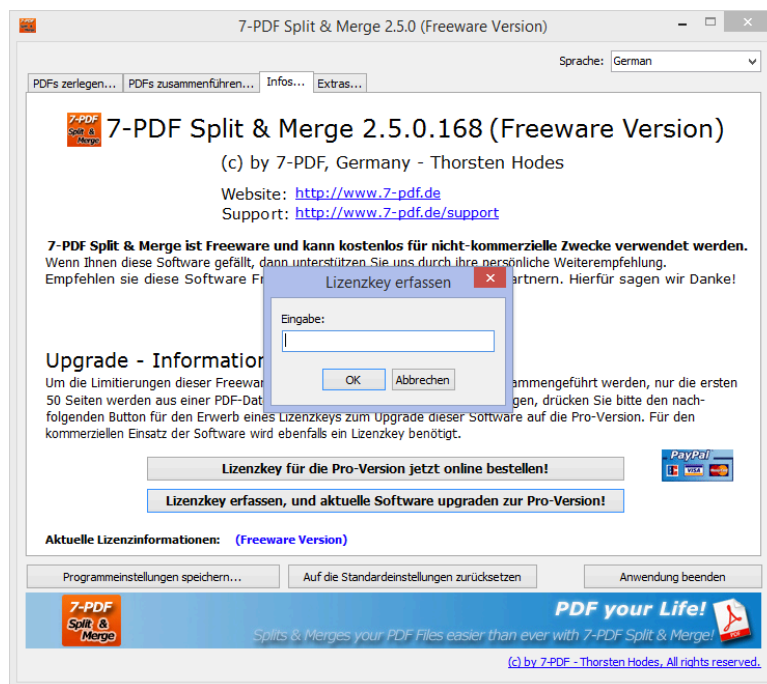 7-PDF Split & Merge 2.5.0 (Freeware Version)
Sprache: German
PDFs zerlegen... PDFs zusammenführen... Infos... Extras...
7-PDF Split & Merge
7-PDF Split & Merge 2.5.0.168 (Freeware Version)
(c) by 7-PDF, Germany - Thorsten Hodes
Website: http://www.7-pdf.de
Support: http://www.7-pdf.de/support
7-PDF Split & Merge ist Freeware und kann kostenlos für nicht-kommerzielle Zwecke verwendet werden.
Wenn Ihnen diese Software gefällt, dann unterstützen Sie uns durch ihre persönliche Weiterempfehlung.
Empfehlen sie diese Software Fr artnern. Hierfür sagen wir Danke!
Lizenzkey erfassen
Eingabe:
OK Abbrechen
Upgrade - Information
Um die Limitierungen dieser Freewar ammengeführt werden, nur die ersten
50 Seiten werden aus einer PDF-Dat gen, drücken Sie bitte den nach-
folgenden Button für den Erwerb eines Lizenzkeys zum Upgrade dieser Software auf die Pro-Version. Für den
kommerziellen Einsatz der Software wird ebenfalls ein Lizenzkey benötigt.
Lizenzkey für die Pro-Version jetzt online bestellen!
PayPal
VISA
Lizenzkey erfassen, und aktuelle Software upgraden zur Pro-Version!
Aktuelle Lizenzinformationen: (Freeware Version)
Programmeinstellungen speichern... Auf die Standardeinstellungen zurücksetzen Anwendung beenden
7-PDF Split & Merge
PDF your Life!
Splits & Merges your PDF Files easier than ever with 7-PDF Split & Merge!
(c) by 7-PDF - Thorsten Hodes, All rights reserved.